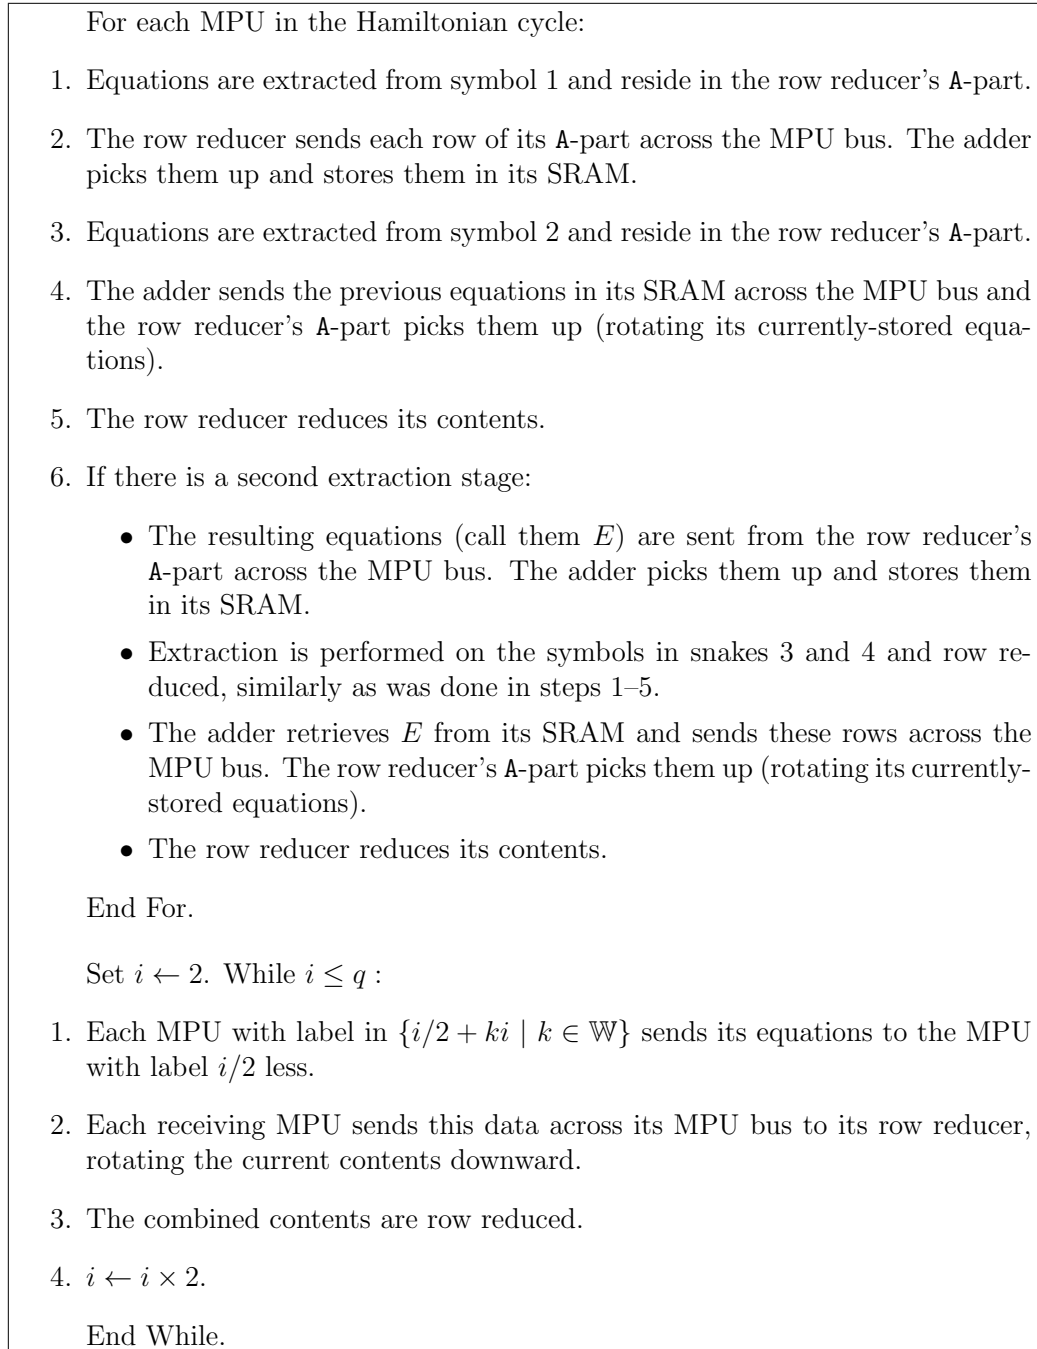 For each MPU in the Hamiltonian cycle:
1. Equations are extracted from symbol 1 and reside in the row reducer's A-part.
2. The row reducer sends each row of its A-part across the MPU bus. The adder
picks them up and stores them in its SRAM.
3. Equations are extracted from symbol 2 and reside in the row reducer's A-part.
4. The adder sends the previous equations in its SRAM across the MPU bus and
the row reducer's A-part picks them up (rotating its currently-stored equa-
tions).
5. The row reducer reduces its contents.
6. If there is a second extraction stage:
• The resulting equations (call them E) are sent from the row reducer's
A-part across the MPU bus. The adder picks them up and stores them
in its SRAM.
• Extraction is performed on the symbols in snakes 3 and 4 and row re-
duced, similarly as was done in steps 1–5.
• The adder retrieves E from its SRAM and sends these rows across the
MPU bus. The row reducer's A-part picks them up (rotating its currently-
stored equations).
• The row reducer reduces its contents.
End For.
Set i ← 2. While i ≤ q :
1. Each MPU with label in {i/2 + ki | k ∈ 𝕎} sends its equations to the MPU
with label i/2 less.
2. Each receiving MPU sends this data across its MPU bus to its row reducer,
rotating the current contents downward.
3. The combined contents are row reduced.
4. i ← i × 2.
End While.